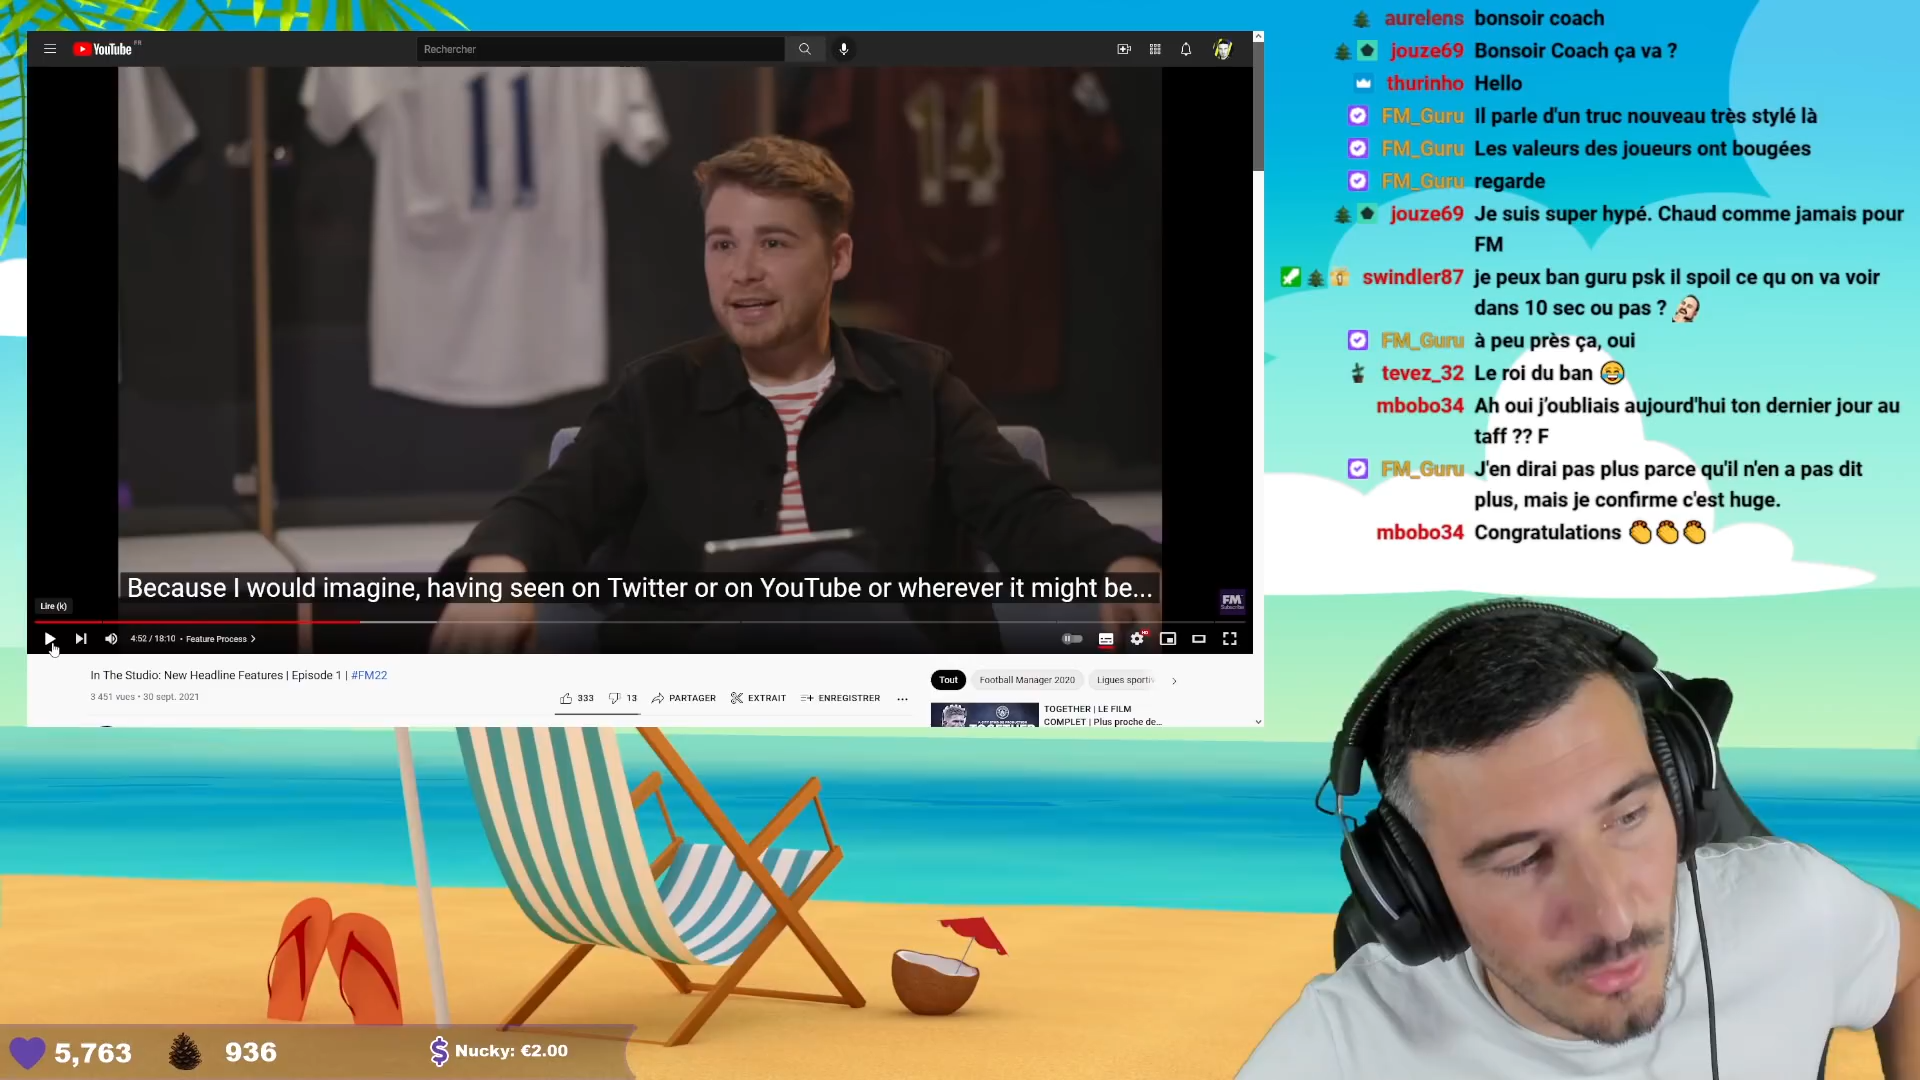 YouTube FR
Rechercher
11
14
Because I would imagine, having seen on Twitter or on YouTube or wherever it might be...
FM
Subscribe
Lire (k)
4:52 / 18:10 • Feature Process >
HD
In The Studio: New Headline Features | Episode 1 | #FM22
3 451 vues • 30 sept. 2021
333
13
PARTAGER
EXTRAIT
ENREGISTRER
...
Tout
Football Manager 2020
Ligues sporti
TOGETHER | LE FILM
COMPLET | Plus proche de...
aurelens bonsoir coach
jouze69 Bonsoir Coach ça va ?
thurinho Hello
FM_Guru Il parle d'un truc nouveau très stylé là
FM_Guru Les valeurs des joueurs ont bougées
FM_Guru regarde
jouze69 Je suis super hypé. Chaud comme jamais pour
FM
swindler87 je peux ban guru psk il spoil ce qu on va voir
dans 10 sec ou pas ?
FM_Guru à peu près ça, oui
tevez_32 Le roi du ban 😂
mbobo34 Ah oui j’oubliais aujourd'hui ton dernier jour au
taff ?? F
FM_Guru J'en dirai pas plus parce qu'il n'en a pas dit
plus, mais je confirme c'est huge.
mbobo34 Congratulations 👏👏👏
5,763
936
Nucky: €2.00